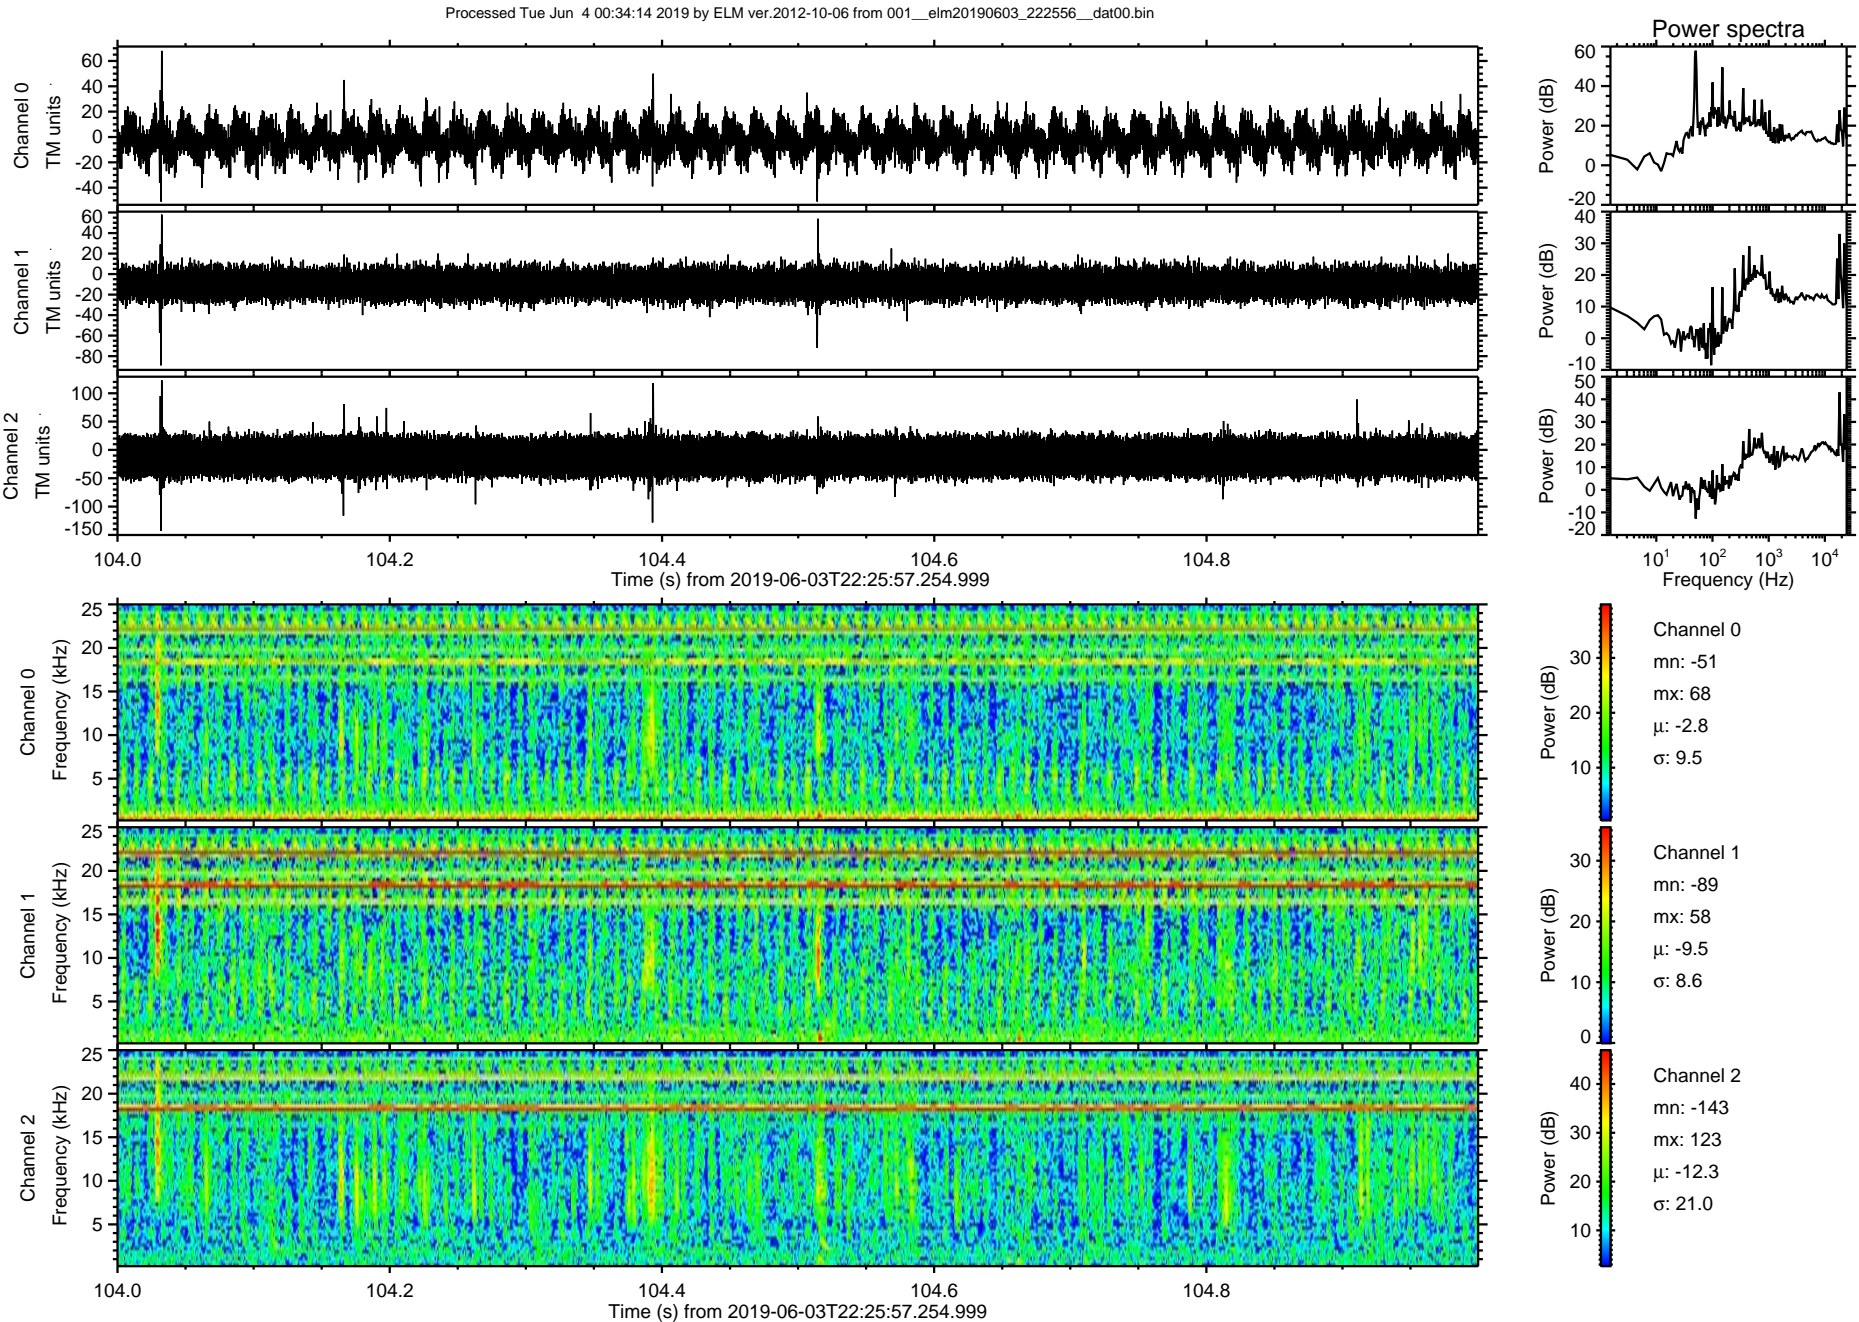 Processed Tue Jun  4 00:34:14 2019 by ELM ver.2012-10-06 from 001__elm20190603_222556__dat00.bin
Power spectra
Channel 0
TM units
60
40
20
0
-20
-40
Power (dB)
60
40
20
0
-20
Channel 1
TM units
60
40
20
0
-20
-40
-60
-80
Power (dB)
40
30
20
10
0
-10
Channel 2
TM units
100
50
0
-50
-100
-150
Power (dB)
50
40
30
20
10
0
-10
-20
104.0 104.2 104.4 104.6 104.8
Time (s) from 2019-06-03T22:25:57.254.999
10^1 10^2 10^3 10^4
Frequency (Hz)
Channel 0
Frequency (kHz)
25
20
15
10
5
Power (dB)
30
20
10
Channel 0
mn: -51
mx: 68
μ: -2.8
σ: 9.5
Channel 1
Frequency (kHz)
25
20
15
10
5
Power (dB)
30
20
10
0
Channel 1
mn: -89
mx: 58
μ: -9.5
σ: 8.6
Channel 2
Frequency (kHz)
25
20
15
10
5
Power (dB)
40
30
20
10
Channel 2
mn: -143
mx: 123
μ: -12.3
σ: 21.0
104.0 104.2 104.4 104.6 104.8
Time (s) from 2019-06-03T22:25:57.254.999